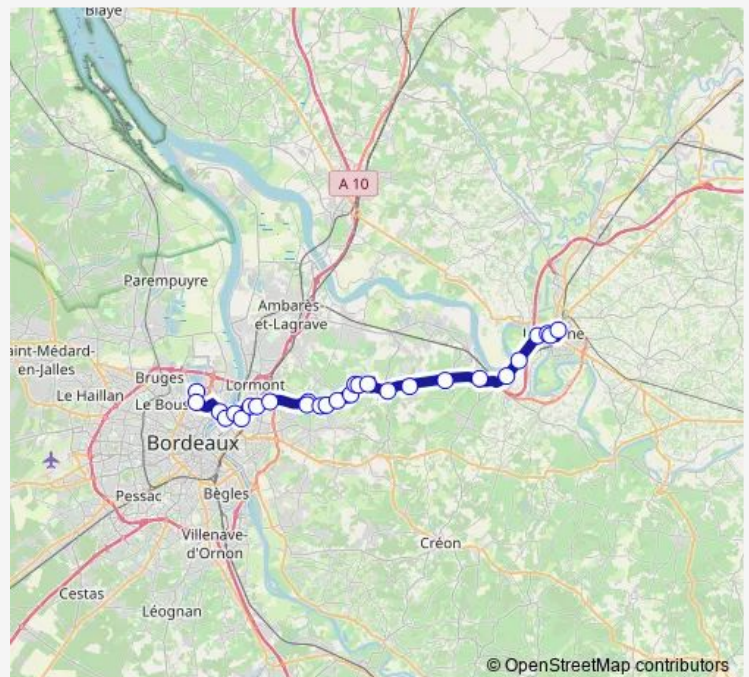 Blaye
A 10
Parempuyre
Ambarès-
et-Lagrave
aint-Médard-
en-Jalles
Bruges
Lormont
Le Haillan
Le Bous
Bordeaux
Pessac
Bègles
Villenave-
d'Ornon
Créon
Cestas
Léognan
© OpenStreetMap contributors